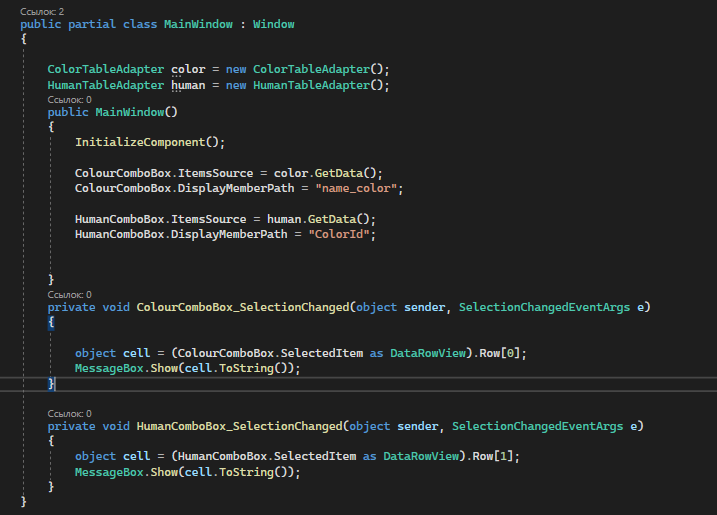 Ссылок: 2
public partial class MainWindow : Window
{
ColorTableAdapter color = new ColorTableAdapter();
HumanTableAdapter human = new HumanTableAdapter();
Ссылок: 0
public MainWindow()
{
InitializeComponent();
ColourComboBox.ItemsSource = color.GetData();
ColourComboBox.DisplayMemberPath = "name_color";
HumanComboBox.ItemsSource = human.GetData();
HumanComboBox.DisplayMemberPath = "ColorId";
}
Ссылок: 0
private void ColourComboBox_SelectionChanged(object sender, SelectionChangedEventArgs e)
{
object cell = (ColourComboBox.SelectedItem as DataRowView).Row[0];
MessageBox.Show(cell.ToString());
}
Ссылок: 0
private void HumanComboBox_SelectionChanged(object sender, SelectionChangedEventArgs e)
{
object cell = (HumanComboBox.SelectedItem as DataRowView).Row[1];
MessageBox.Show(cell.ToString());
}
}